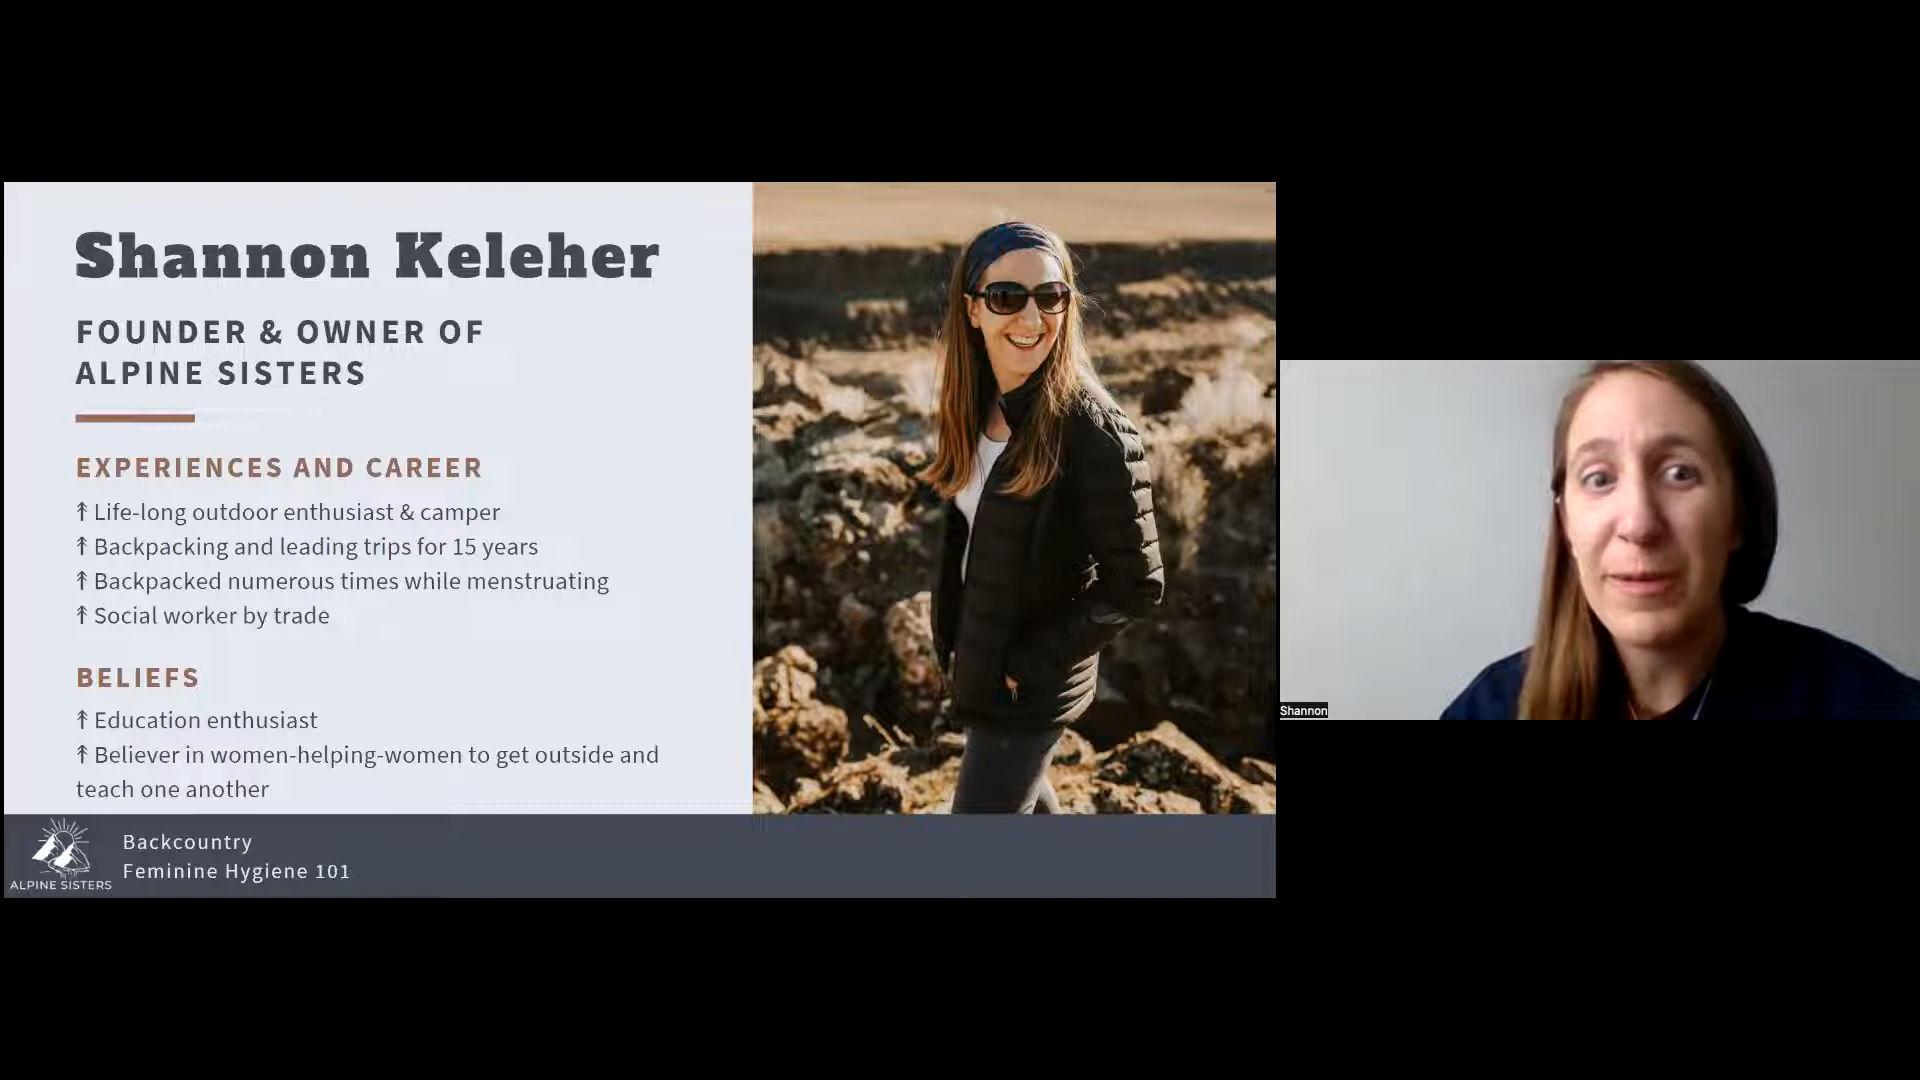 Shannon Keleher
FOUNDER & OWNER OF
ALPINE SISTERS
EXPERIENCES AND CAREER
↟ Life-long outdoor enthusiast & camper
↟ Backpacking and leading trips for 15 years
↟ Backpacked numerous times while menstruating
↟ Social worker by trade
BELIEFS
↟ Education enthusiast
↟ Believer in women-helping-women to get outside and
teach one another
ALPINE SISTERS
Backcountry
Feminine Hygiene 101
Shannon